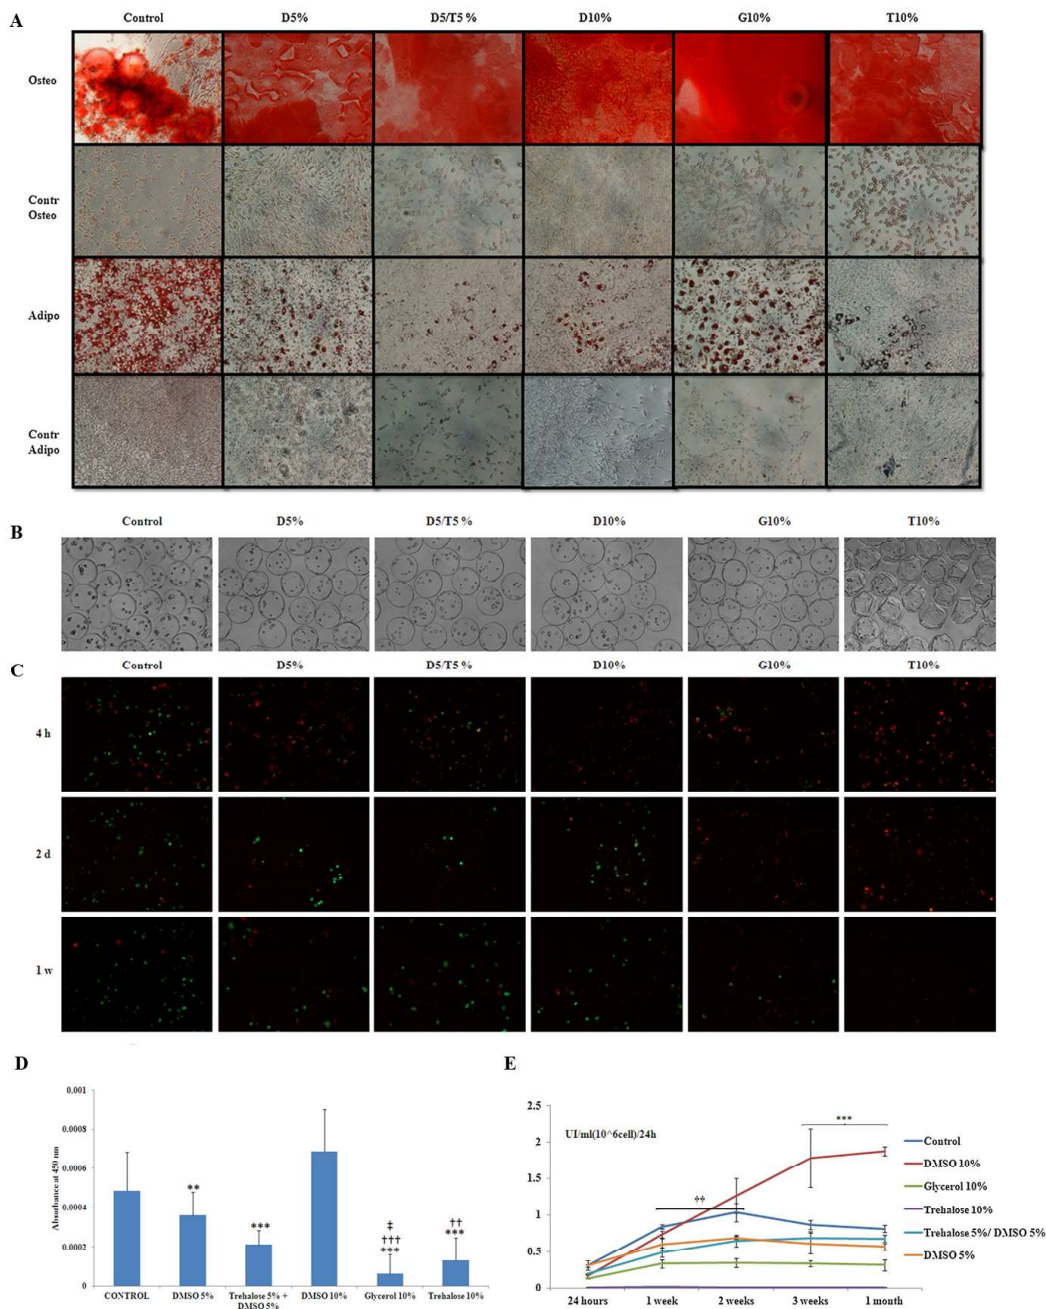 A
Control D5% D5/T5 % D10% G10% T10%
Osteo
Contr
Osteo
Adipo
Contr
Adipo
B
Control D5% D5/T5 % D10% G10% T10%
C
Control D5% D5/T5 % D10% G10% T10%
4 h
2 d
1 w
D
0.001
0.0008
0.0006
0.0004
0.0002
0
Absorbance at 450 nm
**
***
‡
†††
***
††
***
CONTROL DMSO 5% Trehalose 5% + DMSO 10% Glycerol 10% Trehalose 10%
DMSO 5%
E
2.5
2
1.5
1
0.5
0
UI/ml(10^6cell)/24h
***
‡‡
Control
DMSO 10%
Glycerol 10%
Trehalose 10%
Trehalose 5%/ DMSO 5%
DMSO 5%
24 hours 1 week 2 weeks 3 weeks 1 month